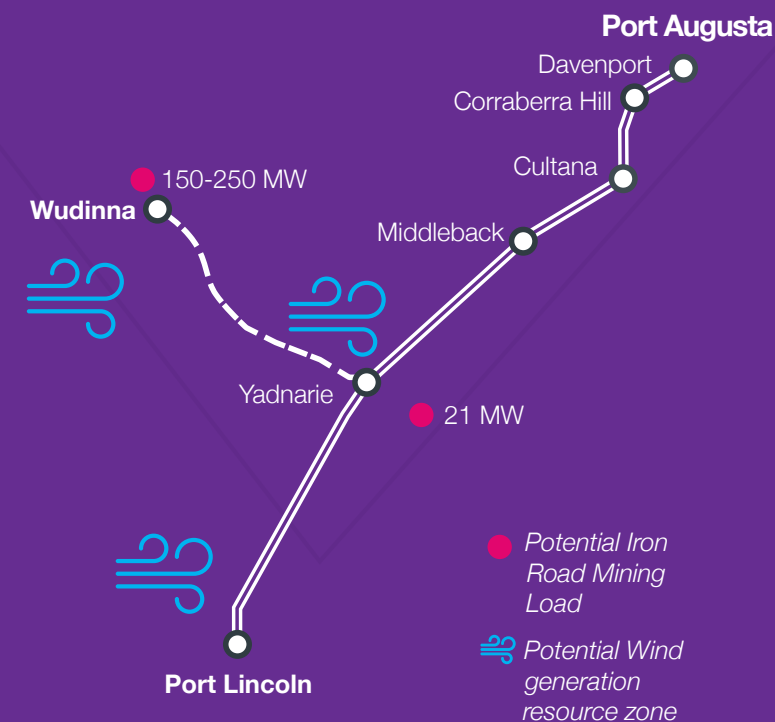 Port Augusta
Davenport
Corraberra Hill
Cultana
150-250 MW
Wudinna
Middleback
Yadnarie
21 MW
Potential Iron
Road Mining
Load
Potential Wind
generation
resource zone
Port Lincoln